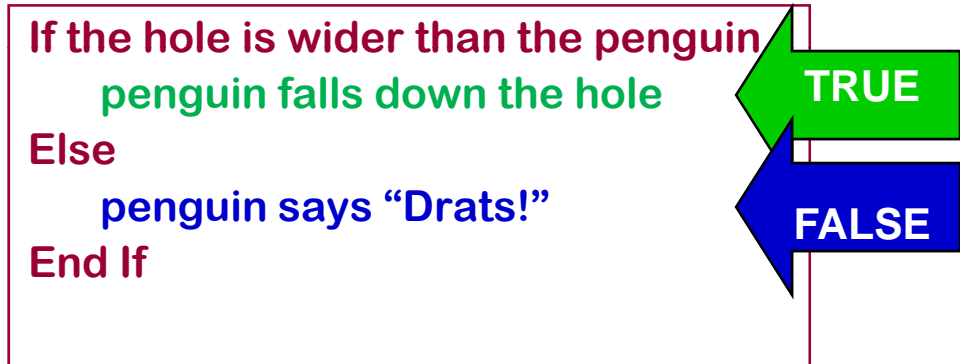 If the hole is wider than the penguin
penguin falls down the hole
TRUE
Else
penguin says “Drats!”
FALSE
End If